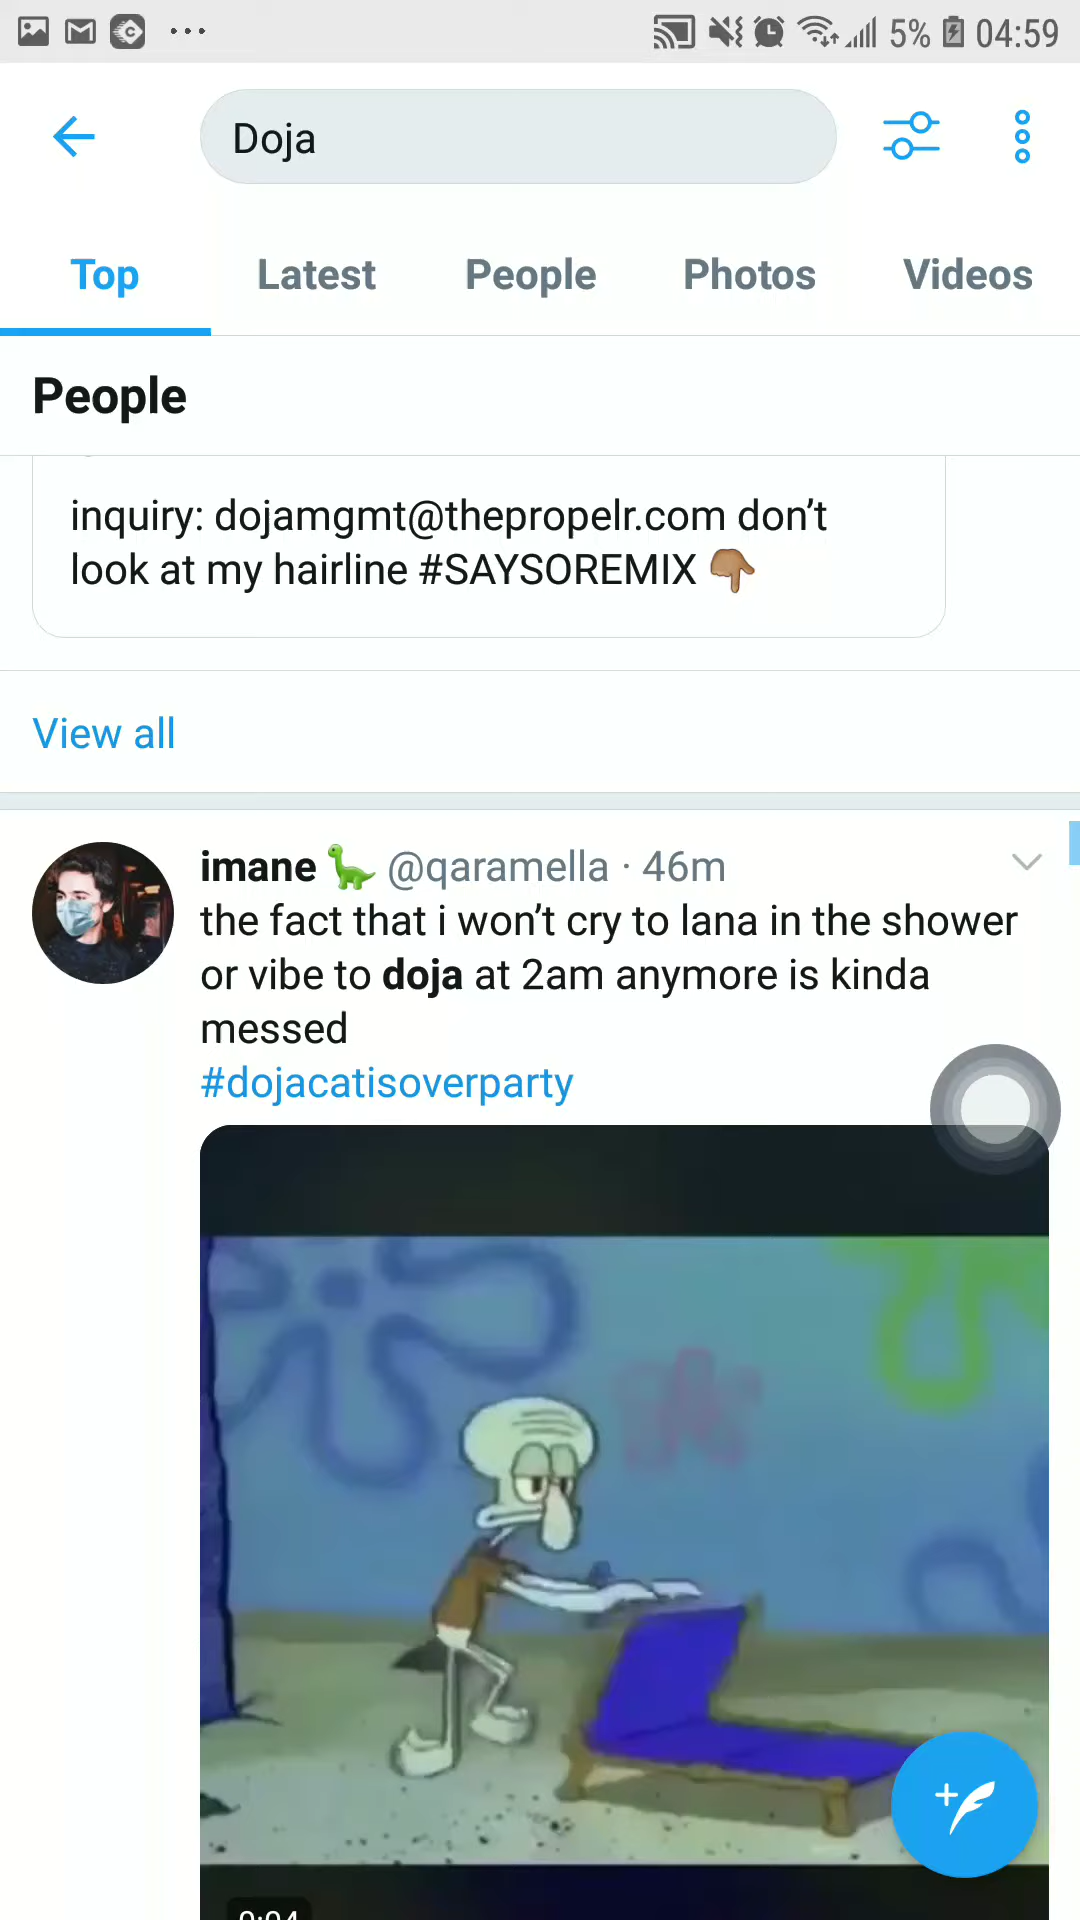 5% 04:59
Doja
Top Latest People Photos Videos
People
inquiry: dojamgmt@thepropelr.com don’t
look at my hairline #SAYSOREMIX 👇🏽
View all
imane 🦕 @qaramella · 46m
the fact that i won’t cry to lana in the shower
or vibe to doja at 2am anymore is kinda
messed
#dojacatisoverparty